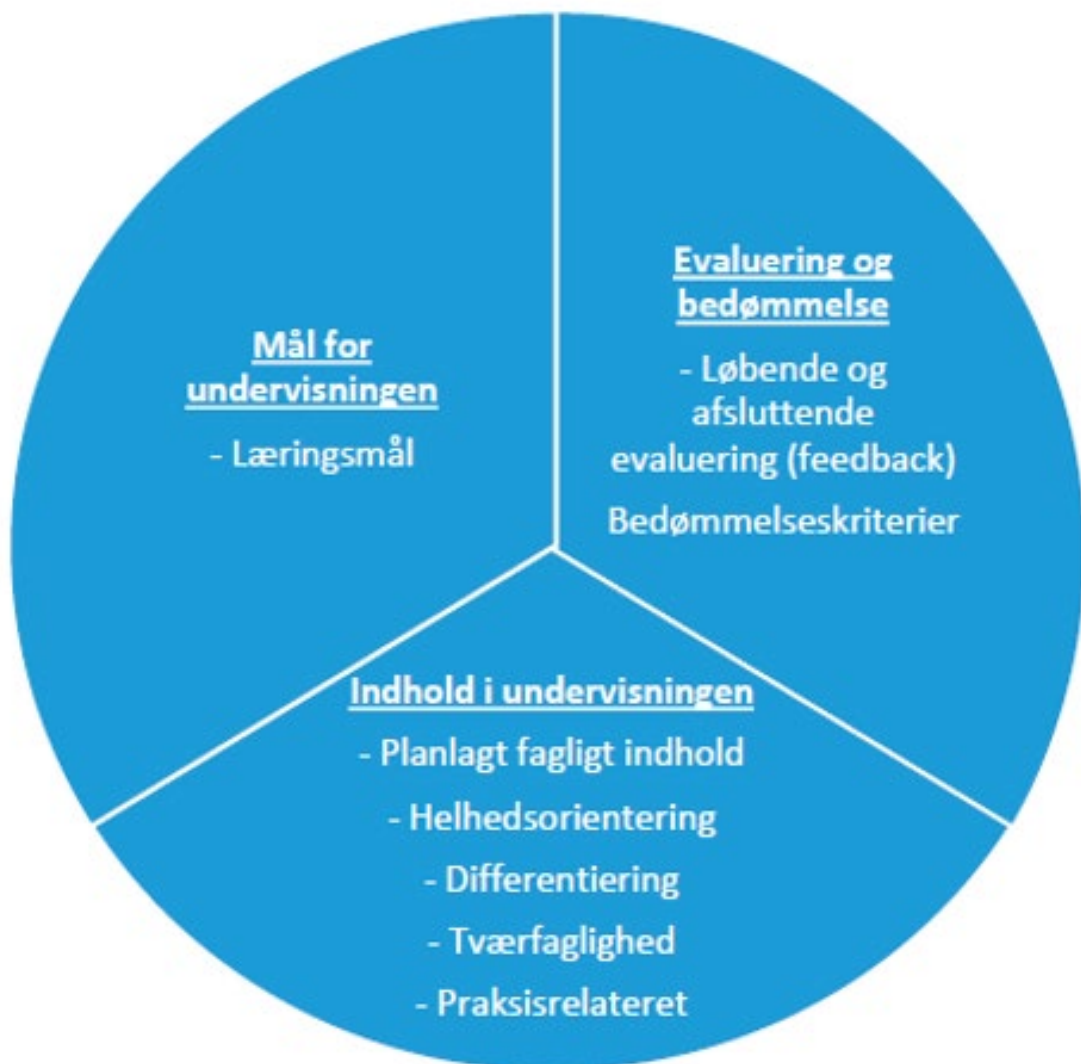 Mål for
undervisningen
- Læringsmål
Evaluering og
bedømmelse
- Løbende og
afsluttende
evaluering (feedback)
Bedømmelseskriterier
Indhold i undervisningen
- Planlagt fagligt indhold
- Helhedsorientering
- Differentiering
- Tværfaglighed
- Praksisrelateret